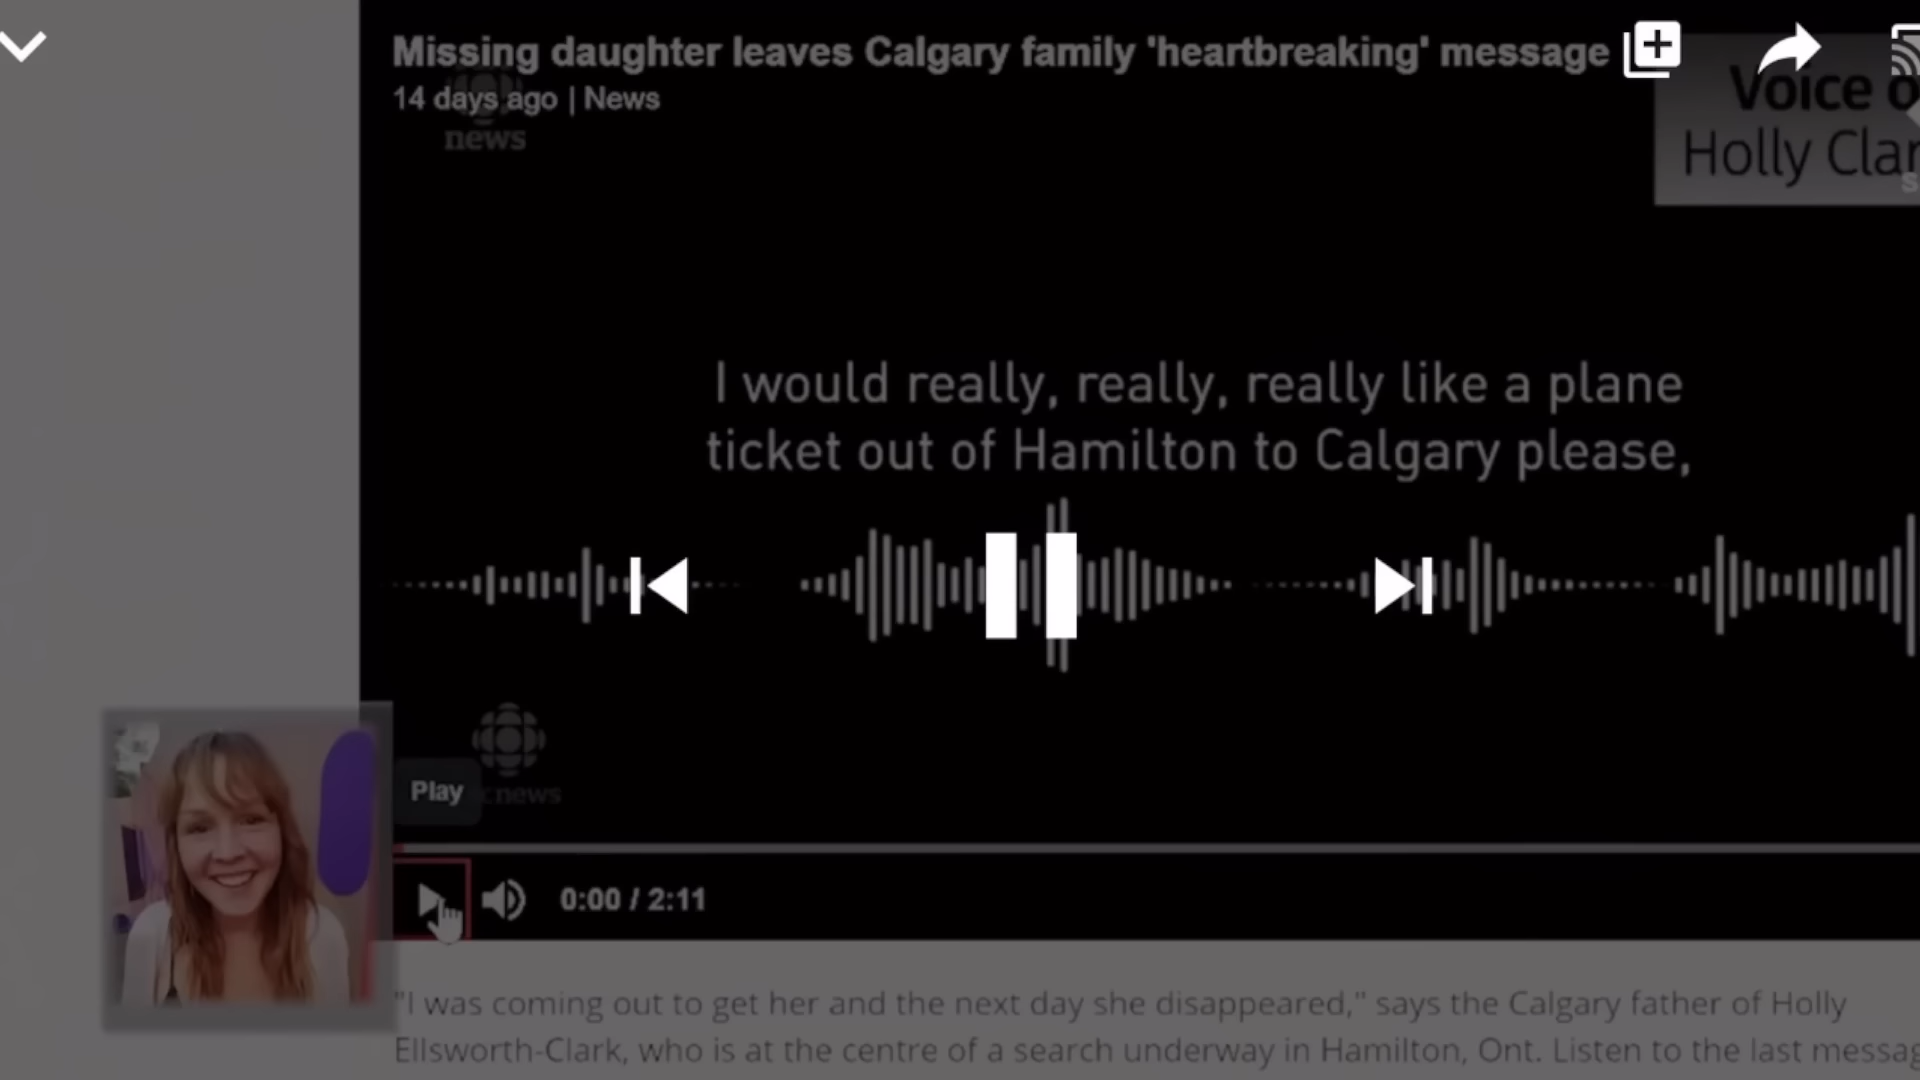 Missing daughter leaves Calgary family 'heartbreaking' message
14 days ago | News
news
Voice
Holly
I would really, really, really like a plane
ticket out of Hamilton to Calgary please,
Play
cnews
0:00 / 2:11
"I was coming out to get her and the next day she disappeared," says the Calgary father of Holly
Ellsworth-Clark, who is at the centre of a search underway in Hamilton, Ont. Listen to the last